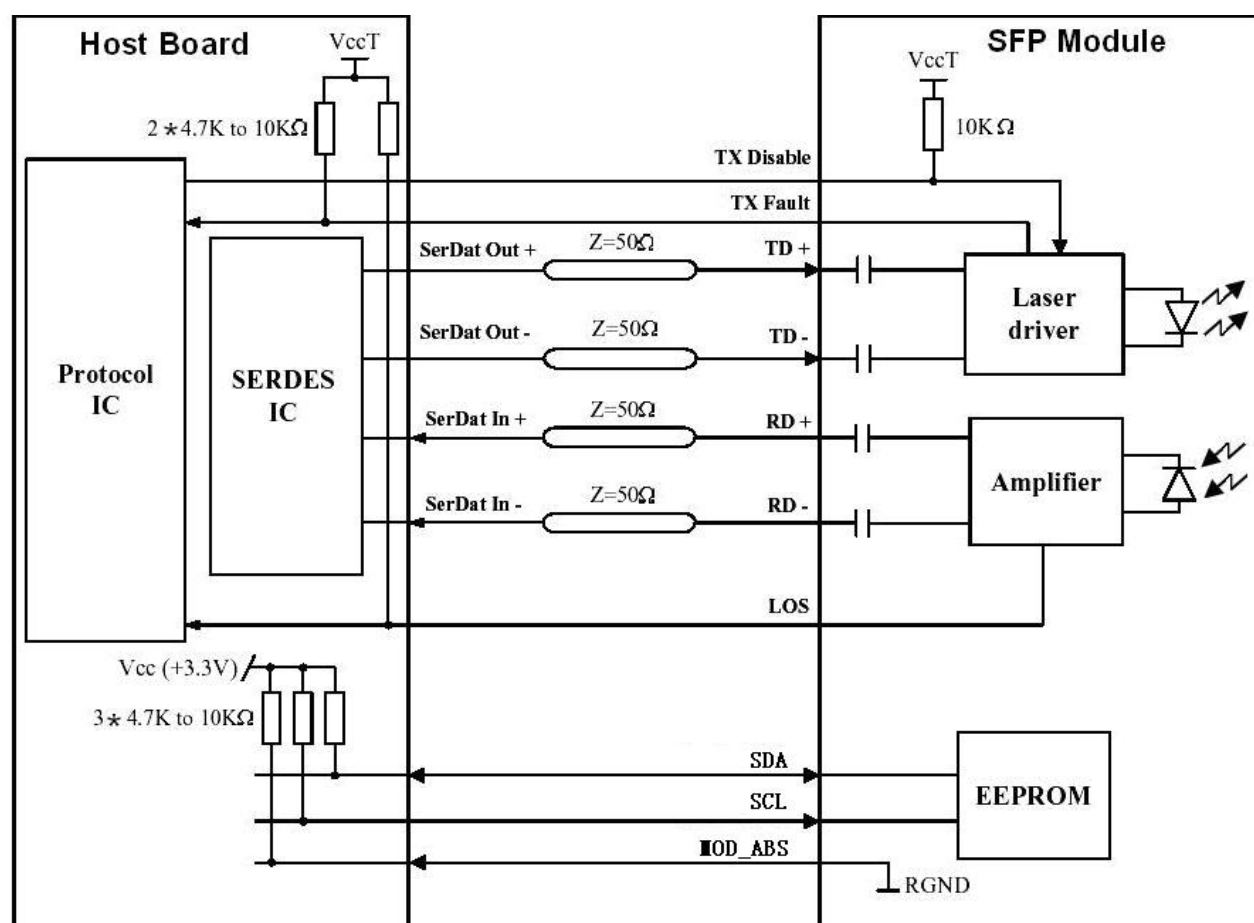 Host Board
SFP Module
VccT
VccT
2*4.7K to 10KΩ
10KΩ
TX Disable
TX Fault
SerDat Out +
Z=50Ω
TD +
Laser
driver
SerDat Out -
Z=50Ω
TD -
Protocol
IC
SERDES
IC
SerDat In +
Z=50Ω
RD +
Amplifier
SerDat In -
Z=50Ω
RD -
LOS
Vcc (+3.3V)
3*4.7K to 10KΩ
SDA
SCL
EEPROM
MOD_ABS
RGND